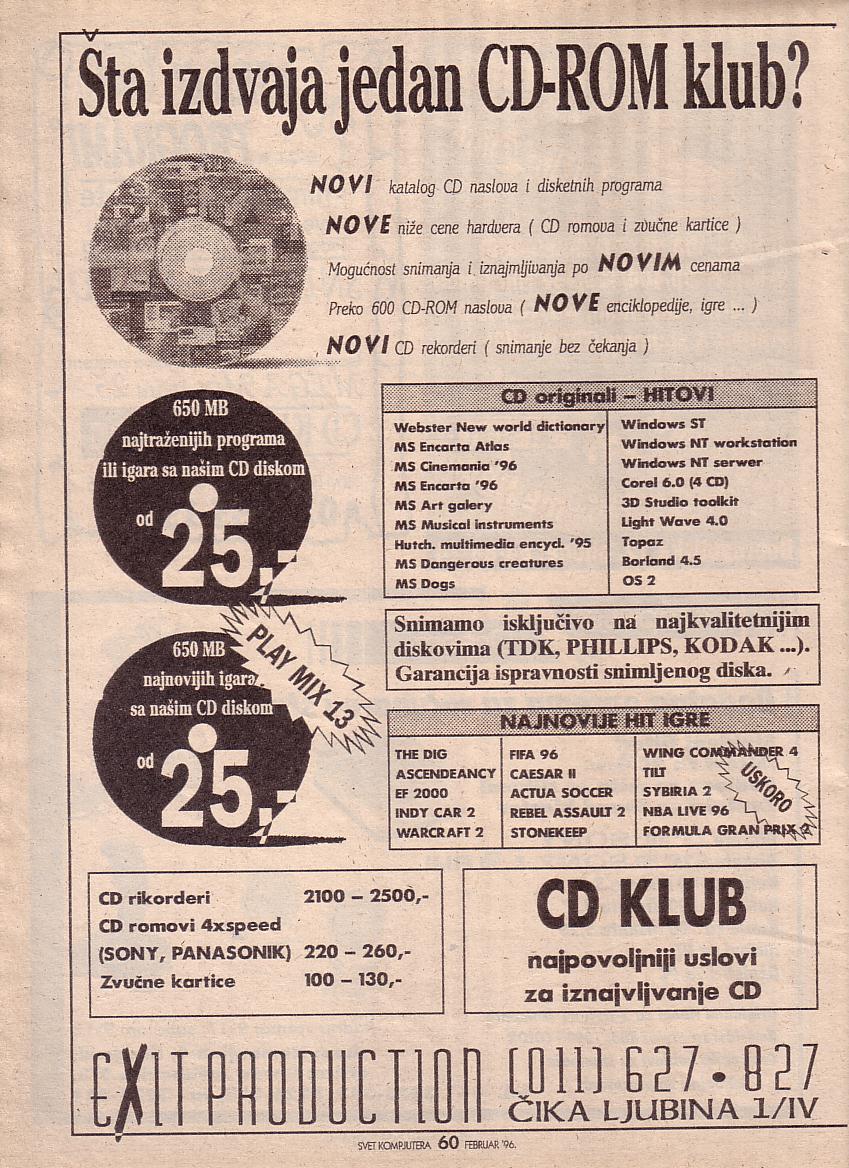 Šta izdvaja jedan CD-ROM klub?
NOVI katalog CD naslova i disketnih programa
NOVE niže cene hardvera ( CD romova i zvučne kartice )
Mogućnost snimanja i iznajmljivanja po NOVIM cenama
Preko 600 CD-ROM naslova ( NOVE enciklopedije, igre ... )
NOVI CD rekorderi ( snimanje bez čekanja )
650 MB
najtraženijih programa
ili igara sa našim CD diskom
od 25,-
CD originali – HITOVI
Webster New world dictionary
MS Encarta Atlas
MS Cinemania '96
MS Encarta '96
MS Art galery
MS Musical instruments
Hutch. multimedia encycl. '95
MS Dangerous creatures
MS Dogs
Windows ST
Windows NT workstation
Windows NT serwer
Corel 6.0 (4 CD)
3D Studio toolkit
Light Wave 4.0
Topaz
Borland 4.5
OS 2
Snimamo isključivo na najkvalitetnijim
diskovima (TDK, PHILLIPS, KODAK ...).
Garancija ispravnosti snimljenog diska.
PLAY MIX 13
650 MB
najnovijih igara
sa našim CD diskom
od 25,-
NAJNOVIJE HIT IGRE
THE DIG
ASCENDEANCY
EF 2000
INDY CAR 2
WARCRAFT 2
FIFA 96
CAESAR II
ACTUA SOCCER
REBEL ASSAULT 2
STONEKEEP
WING COMMANDER 4
TILT
SYBIRIA 2
NBA LIVE 96
FORMULA GRAN PRIX 2
USKORO
CD rikorderi 2100 – 2500,-
CD romovi 4xspeed
(SONY, PANASONIK) 220 – 260,-
Zvučne kartice 100 – 130,-
CD KLUB
najpovoljniji uslovi
za iznajvljvanje CD
EXIT PRODUCTION (011) 627 • 827
ČIKA LJUBINA 1/IV
SVET KOMPJUTERA 60 FEBRUAR '96.